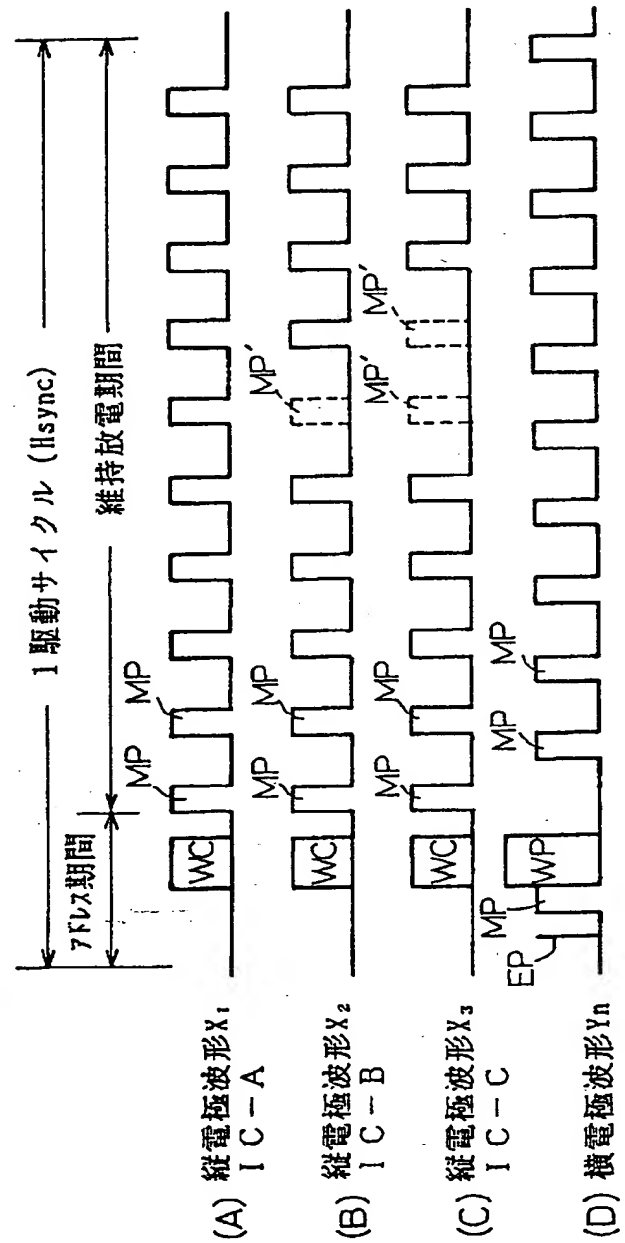 1駆動サイクル (Hsync)
アドレス期間
維持放電期間
(A) 縦電極波形X₁
IC-A
WC
MP
MP
(B) 縦電極波形X₂
IC-B
WC
MP
MP
MP'
(C) 縦電極波形X₃
IC-C
WC
MP
MP
MP'
MP'
(D) 横電極波形Yn
EP
MP
WP
MP
MP